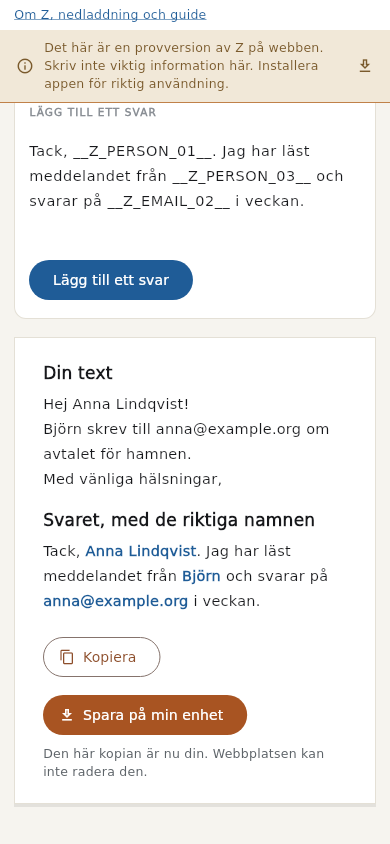 Om Z, nedladdning och guide
Det här är en provversion av Z på webben.
Skriv inte viktig information här. Installera
appen för riktig användning.
LÄGG TILL ETT SVAR
Tack, __Z_PERSON_01__. Jag har läst
meddelandet från __Z_PERSON_03__ och
svarar på __Z_EMAIL_02__ i veckan.
Lägg till ett svar
Din text
Hej Anna Lindqvist!
Björn skrev till anna@example.org om
avtalet för hamnen.
Med vänliga hälsningar,
Svaret, med de riktiga namnen
Tack, Anna Lindqvist. Jag har läst
meddelandet från Björn och svarar på
anna@example.org i veckan.
Kopiera
Spara på min enhet
Den här kopian är nu din. Webbplatsen kan
inte radera den.